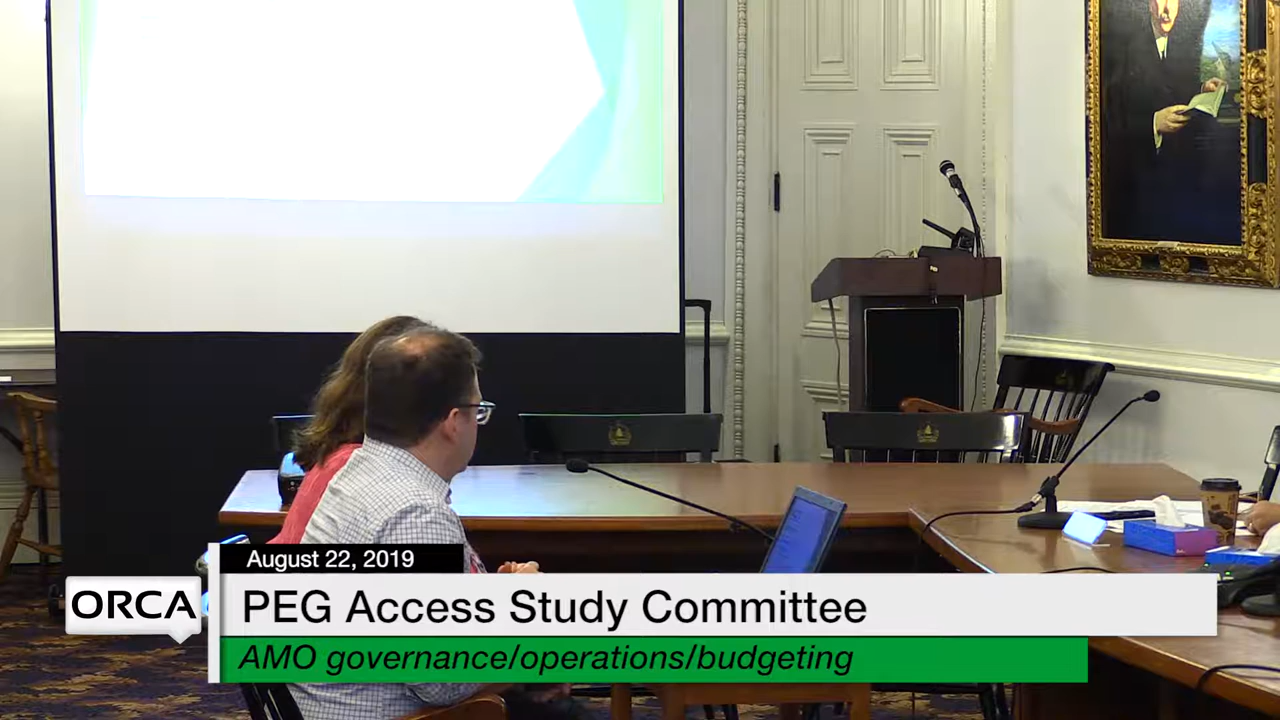 August 22, 2019
ORCA
PEG Access Study Committee
AMO governance/operations/budgeting